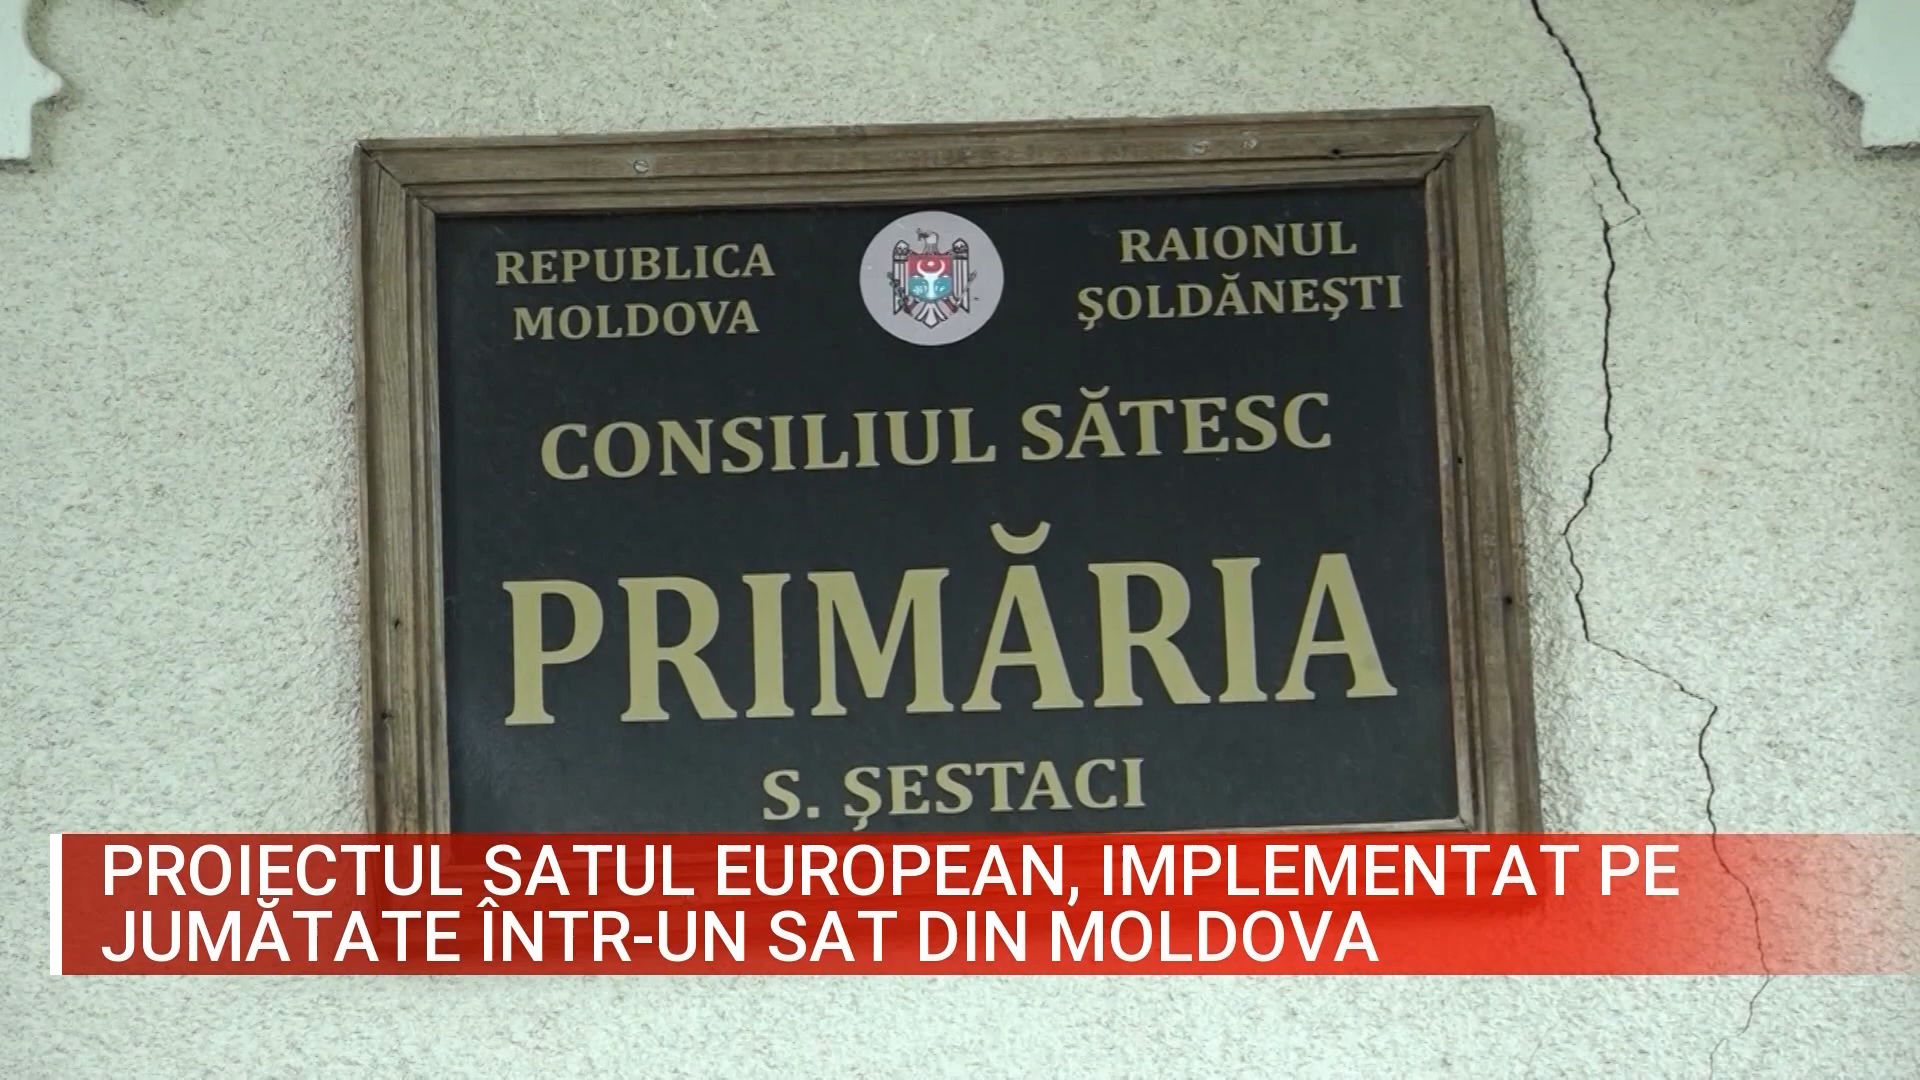 REPUBLICA
MOLDOVA
RAIONUL
ŞOLDĂNEŞTI
CONSILIUL SĂTESC
PRIMĂRIA
S. ŞESTACI
PROIECTUL SATUL EUROPEAN, IMPLEMENTAT PE
JUMĂTATE ÎNTR-UN SAT DIN MOLDOVA